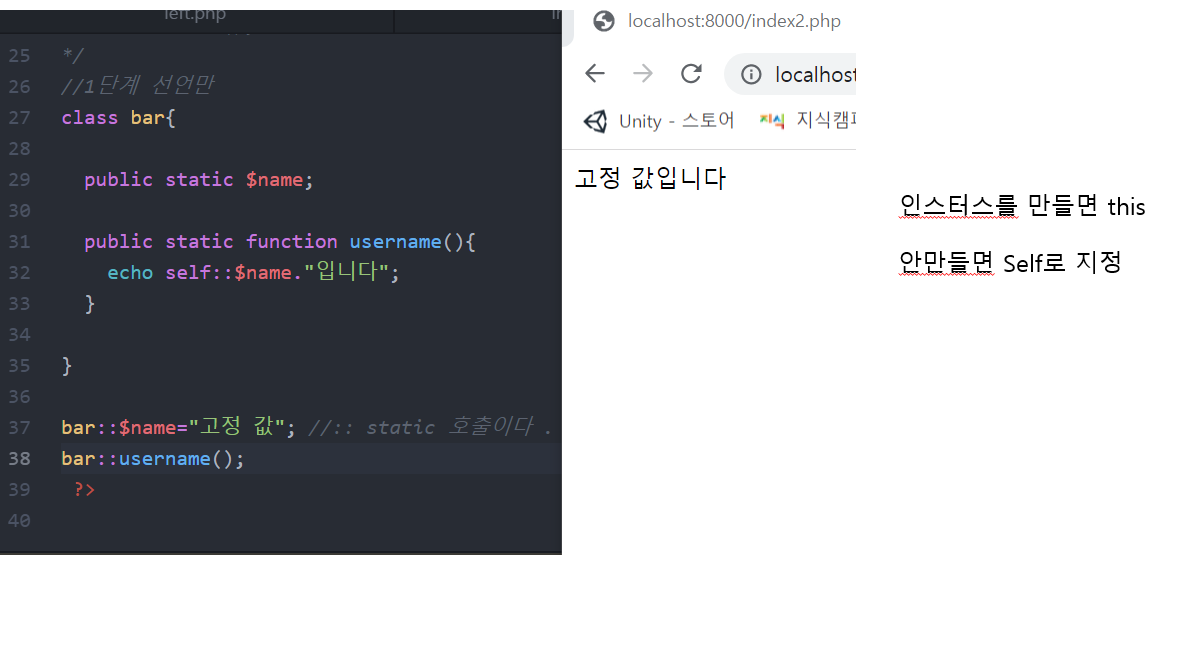 left.php
25 */
26 //1단계 선언만
27 class bar{
28
29 public static $name;
30
31 public static function username(){
32 echo self::$name."입니다";
33 }
34
35 }
36
37 bar::$name="고정 값"; //:: static 호출이다 .
38 bar::username();
39 ?>
40
localhost:8000/index2.php
localhost
Unity - 스토어 지식 지식캠
고정 값입니다
인스터스를 만들면 this
안만들면 Self로 지정